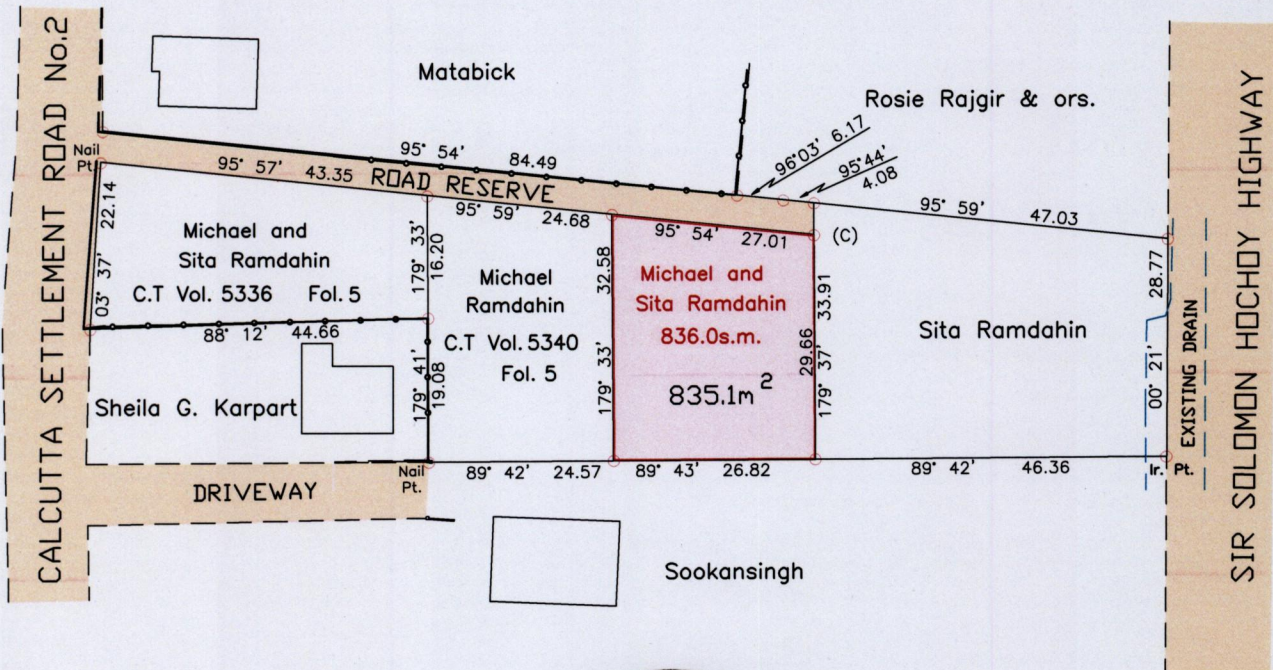 CALCUTTA SETTLEMENT ROAD No.2
Matabick
Rosie Rajgir & ors.
SIR SOLOMON HOCHOY HIGHWAY
Nail
Pt.
95° 54' 84.49
96°03' 6.17
95°44'
4.08
95° 57' 43.35
ROAD RESERVE
95° 59' 24.68
95° 54' 27.01
(C)
95° 59' 47.03
03° 37' 22.14
Michael and
Sita Ramdahin
C.T Vol. 5336 Fol. 5
88° 12' 44.66
179° 33' 16.20
Michael
Ramdahin
C.T Vol. 5340
Fol. 5
179° 33' 32.58
Michael and
Sita Ramdahin
836.0s.m.
835.1m²
29.66
179° 37' 33.91
Sita Ramdahin
00° 21' 28.77
EXISTING DRAIN
Sheila G. Karpart
179° 41' 19.08
Nail
Pt.
89° 42' 24.57
89° 43' 26.82
89° 42' 46.36
Ir. Pt.
DRIVEWAY
Sookansingh